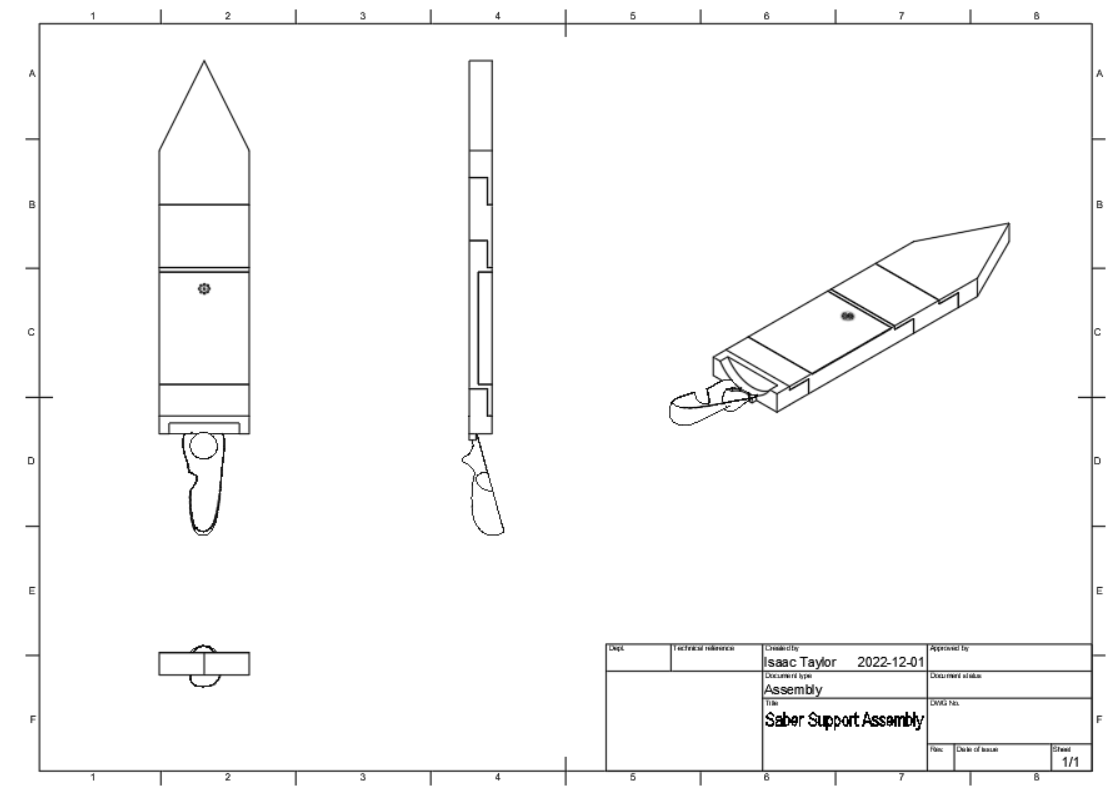 1 2 3 4 5 6 7 8
A A
B B
C C
D D
E E
F F
Dept. Technical reference Created by Approved by
Isaac Taylor 2022-12-01
Document type Document status
Assembly
Title DWG No.
Saber Support Assembly
Rev. Date of issue Sheet
1/1
1 2 3 4 5 6 7 8